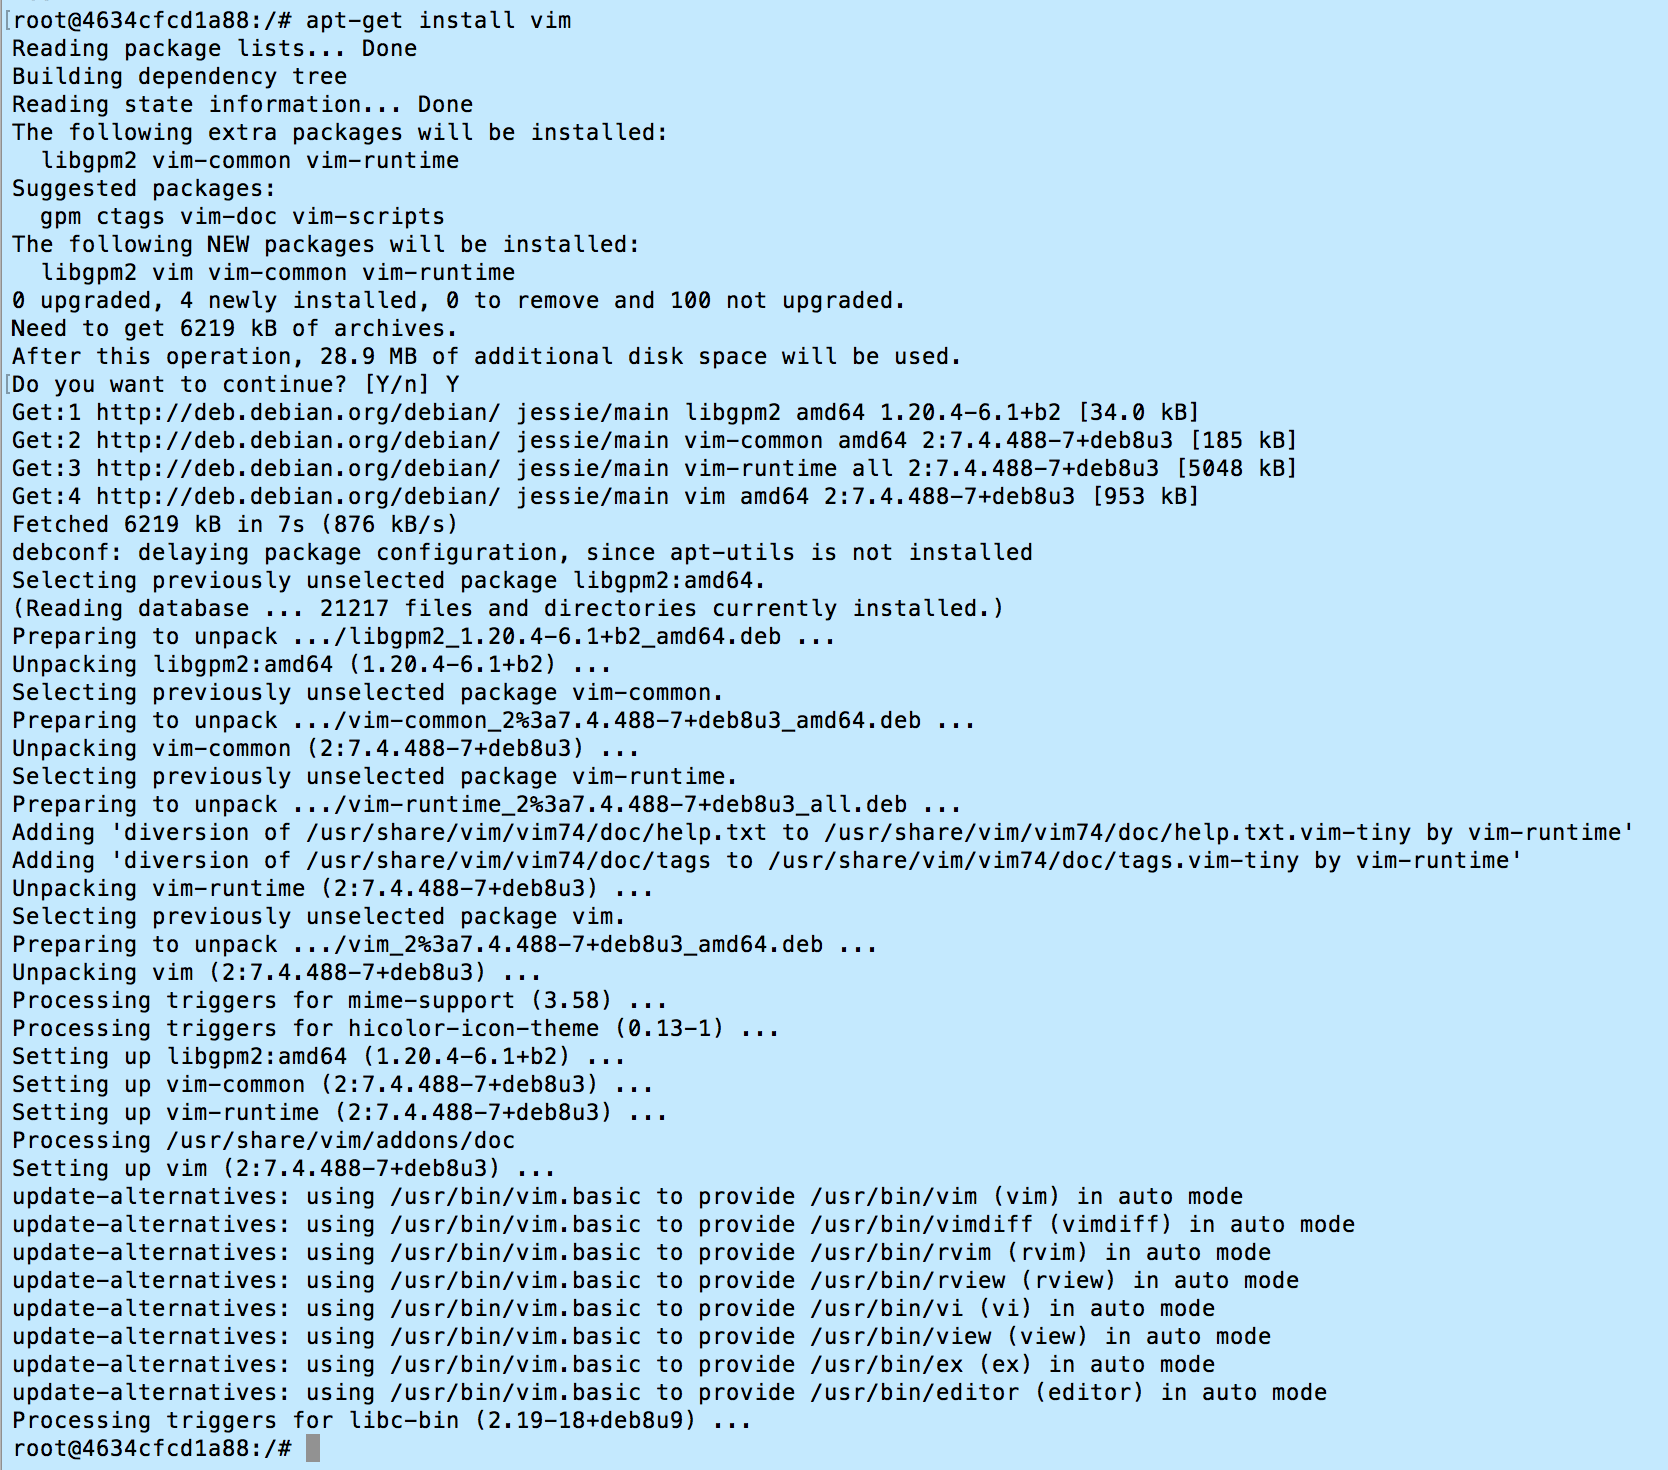 [root@4634cfcd1a88:/# apt-get install vim
Reading package lists... Done
Building dependency tree
Reading state information... Done
The following extra packages will be installed:
  libgpm2 vim-common vim-runtime
Suggested packages:
  gpm ctags vim-doc vim-scripts
The following NEW packages will be installed:
  libgpm2 vim vim-common vim-runtime
0 upgraded, 4 newly installed, 0 to remove and 100 not upgraded.
Need to get 6219 kB of archives.
After this operation, 28.9 MB of additional disk space will be used.
[Do you want to continue? [Y/n] Y
Get:1 http://deb.debian.org/debian/ jessie/main libgpm2 amd64 1.20.4-6.1+b2 [34.0 kB]
Get:2 http://deb.debian.org/debian/ jessie/main vim-common amd64 2:7.4.488-7+deb8u3 [185 kB]
Get:3 http://deb.debian.org/debian/ jessie/main vim-runtime all 2:7.4.488-7+deb8u3 [5048 kB]
Get:4 http://deb.debian.org/debian/ jessie/main vim amd64 2:7.4.488-7+deb8u3 [953 kB]
Fetched 6219 kB in 7s (876 kB/s)
debconf: delaying package configuration, since apt-utils is not installed
Selecting previously unselected package libgpm2:amd64.
(Reading database ... 21217 files and directories currently installed.)
Preparing to unpack .../libgpm2_1.20.4-6.1+b2_amd64.deb ...
Unpacking libgpm2:amd64 (1.20.4-6.1+b2) ...
Selecting previously unselected package vim-common.
Preparing to unpack .../vim-common_2%3a7.4.488-7+deb8u3_amd64.deb ...
Unpacking vim-common (2:7.4.488-7+deb8u3) ...
Selecting previously unselected package vim-runtime.
Preparing to unpack .../vim-runtime_2%3a7.4.488-7+deb8u3_all.deb ...
Adding 'diversion of /usr/share/vim/vim74/doc/help.txt to /usr/share/vim/vim74/doc/help.txt.vim-tiny by vim-runtime'
Adding 'diversion of /usr/share/vim/vim74/doc/tags to /usr/share/vim/vim74/doc/tags.vim-tiny by vim-runtime'
Unpacking vim-runtime (2:7.4.488-7+deb8u3) ...
Selecting previously unselected package vim.
Preparing to unpack .../vim_2%3a7.4.488-7+deb8u3_amd64.deb ...
Unpacking vim (2:7.4.488-7+deb8u3) ...
Processing triggers for mime-support (3.58) ...
Processing triggers for hicolor-icon-theme (0.13-1) ...
Setting up libgpm2:amd64 (1.20.4-6.1+b2) ...
Setting up vim-common (2:7.4.488-7+deb8u3) ...
Setting up vim-runtime (2:7.4.488-7+deb8u3) ...
Processing /usr/share/vim/addons/doc
Setting up vim (2:7.4.488-7+deb8u3) ...
update-alternatives: using /usr/bin/vim.basic to provide /usr/bin/vim (vim) in auto mode
update-alternatives: using /usr/bin/vim.basic to provide /usr/bin/vimdiff (vimdiff) in auto mode
update-alternatives: using /usr/bin/vim.basic to provide /usr/bin/rvim (rvim) in auto mode
update-alternatives: using /usr/bin/vim.basic to provide /usr/bin/rview (rview) in auto mode
update-alternatives: using /usr/bin/vim.basic to provide /usr/bin/vi (vi) in auto mode
update-alternatives: using /usr/bin/vim.basic to provide /usr/bin/view (view) in auto mode
update-alternatives: using /usr/bin/vim.basic to provide /usr/bin/ex (ex) in auto mode
update-alternatives: using /usr/bin/vim.basic to provide /usr/bin/editor (editor) in auto mode
Processing triggers for libc-bin (2.19-18+deb8u9) ...
root@4634cfcd1a88:/#